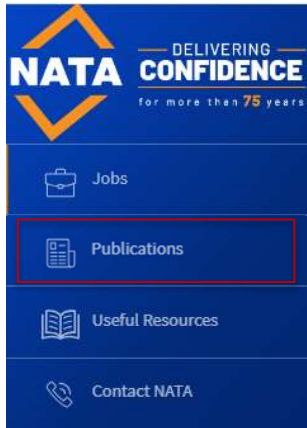 NATA
DELIVERING
CONFIDENCE
for more than 75 years
Jobs
Publications
Useful Resources
Contact NATA